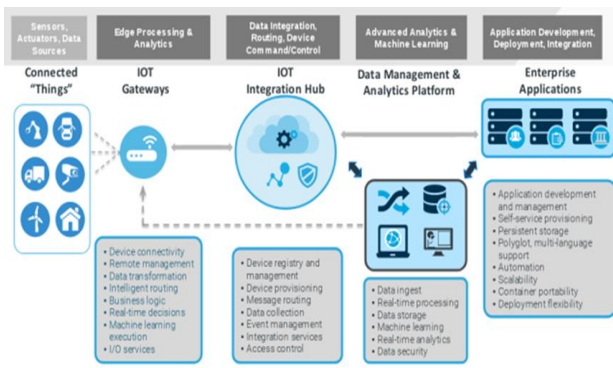 Sensors,
Actuators, Data
Sources
Edge Processing &
Analytics
Data Integration,
Routing, Device
Command/Control
Advanced Analytics &
Machine Learning
Application Development,
Deployment, Integration
Connected
"Things"
IOT
Gateways
IOT
Integration Hub
Data Management &
Analytics Platform
Enterprise
Applications
• Device connectivity
• Remote management
• Data transformation
• Intelligent routing
• Business logic
• Real-time decisions
• Machine learning
execution
• I/O services
• Device registry and
management
• Device provisioning
• Message routing
• Data collection
• Event management
• Integration services
• Access control
• Data ingest
• Real-time processing
• Data storage
• Machine learning
• Real-time analytics
• Data security
• Application development
and management
• Self-service provisioning
• Persistent storage
• Polyglot, multi-language
support
• Automation
• Scalability
• Container portability
• Deployment flexibility